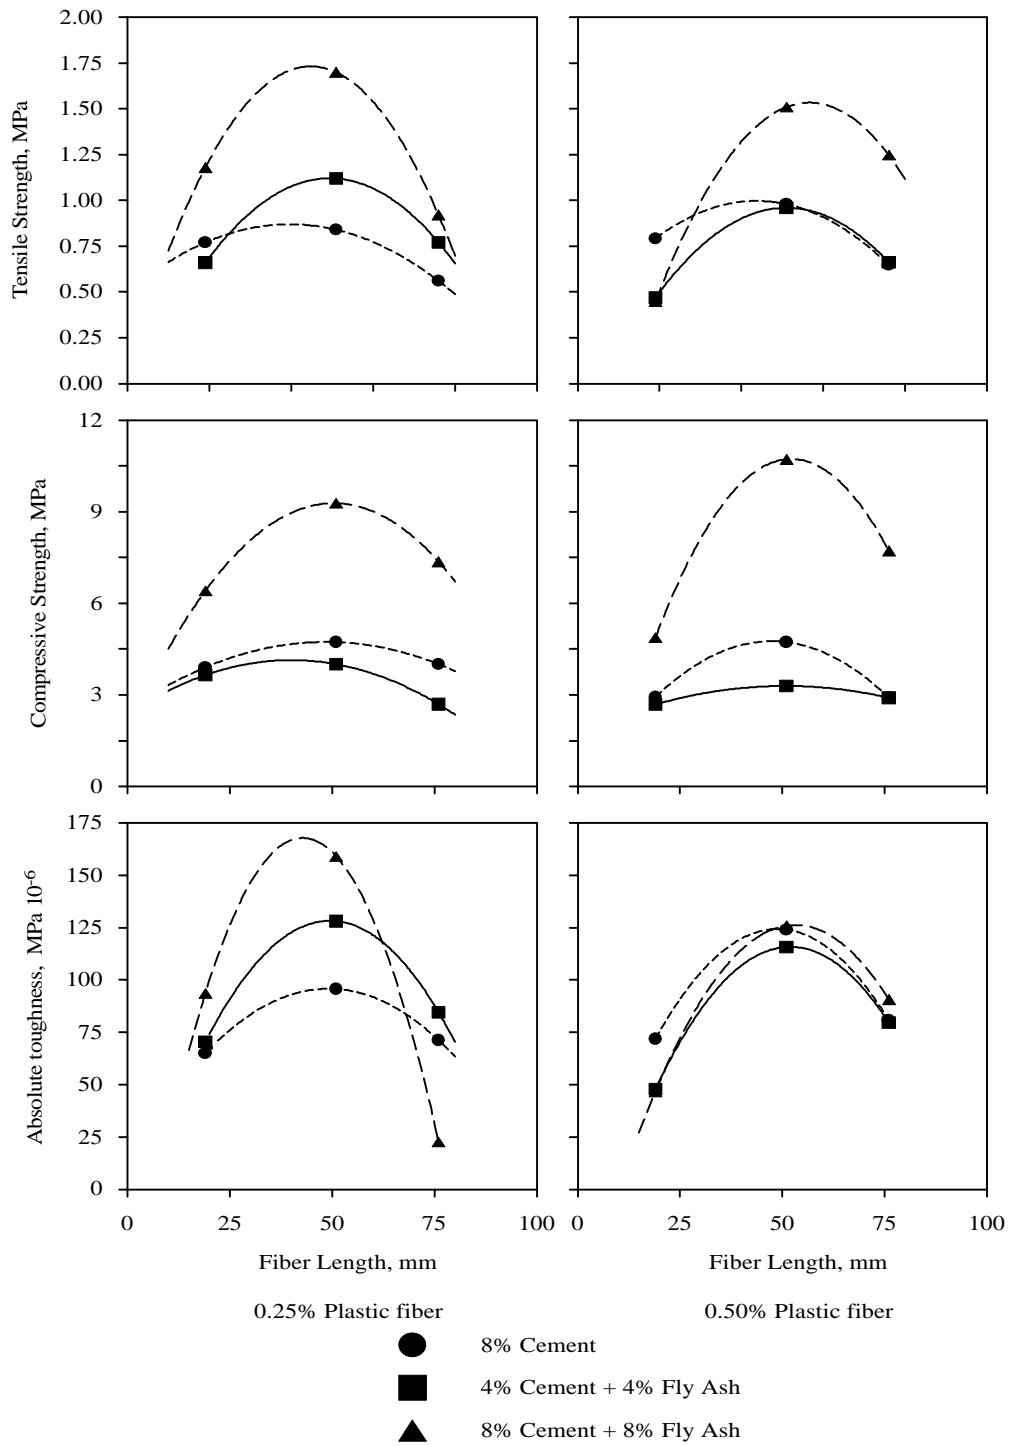 2.00
1.75
1.50
1.25
1.00
0.75
0.50
0.25
0.00
Tensile Strength, MPa
12
9
6
3
0
Compressive Strength, MPa
175
150
125
100
75
50
25
0
Absolute toughness, MPa 10-6
0 25 50 75 100 0 25 50 75 100
Fiber Length, mm Fiber Length, mm
0.25% Plastic fiber 0.50% Plastic fiber
8% Cement
4% Cement + 4% Fly Ash
8% Cement + 8% Fly Ash